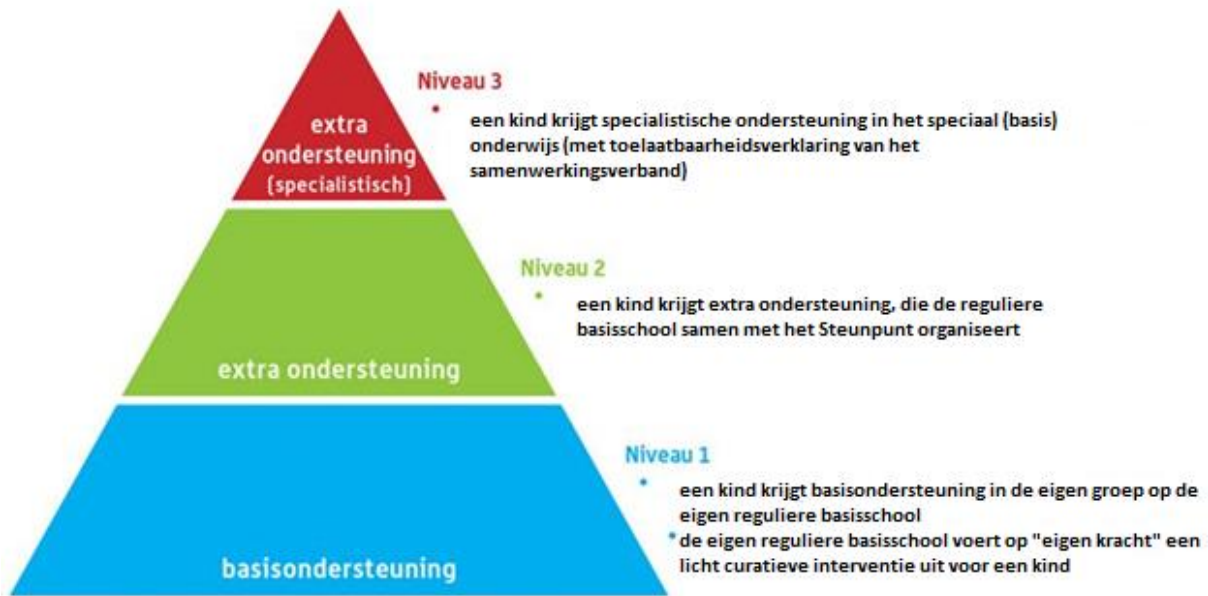 Niveau 3
extra
ondersteuning
(specialistisch)
• een kind krijgt specialistische ondersteuning in het speciaal (basis)
onderwijs (met toelaatbaarheidsverklaring van het
samenwerkingsverband)
Niveau 2
• een kind krijgt extra ondersteuning, die de reguliere
basisschool samen met het Steunpunt organiseert
extra ondersteuning
Niveau 1
• een kind krijgt basisondersteuning in de eigen groep op de
eigen reguliere basisschool
• de eigen reguliere basisschool voert op "eigen kracht" een
licht curatieve interventie uit voor een kind
basisondersteuning